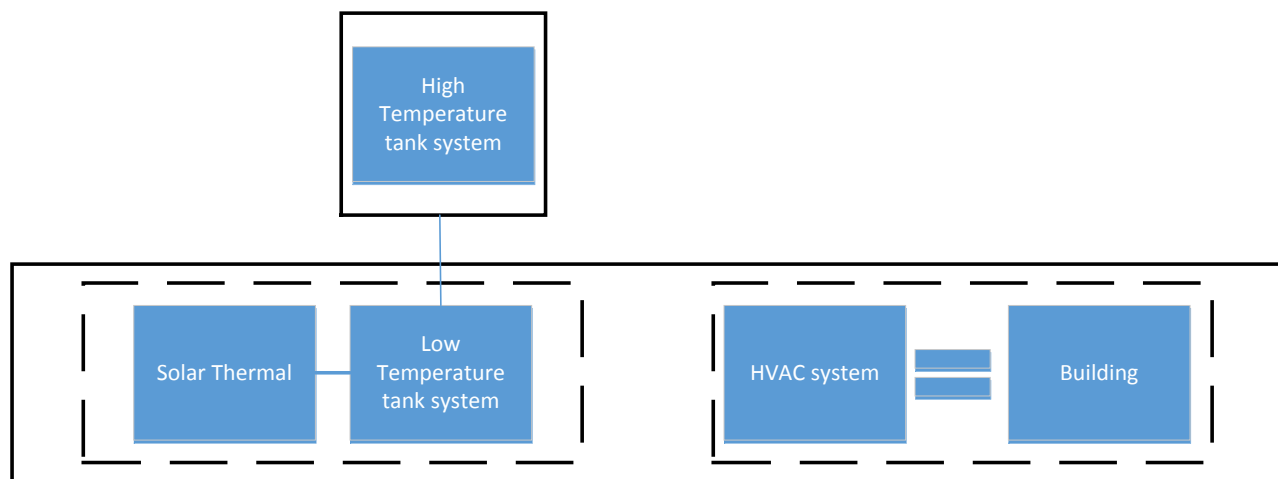 High
Temperature
tank system
Solar Thermal
Low
Temperature
tank system
HVAC system
Building